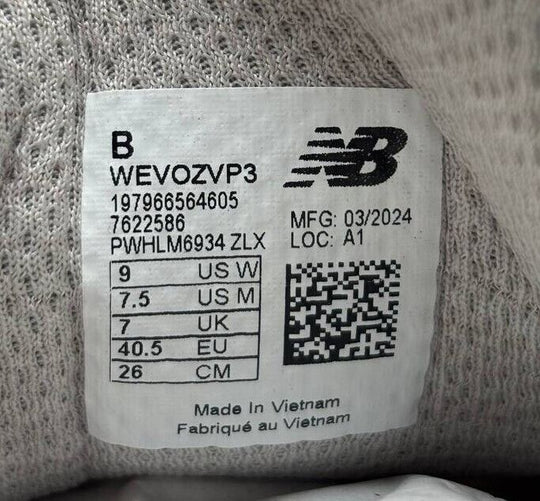 B
WEVOZVP3
197966564605
7622586
PWHLM6934 ZLX
NB
MFG: 03/2024
LOC: A1
9 US W
7.5 US M
7 UK
40.5 EU
26 CM
Made In Vietnam
Fabriqué au Vietnam